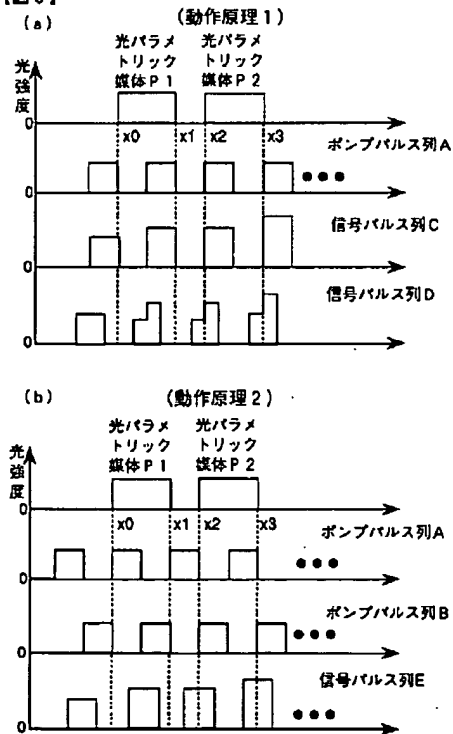 (a)
(動作原理1)
光パラメ
トリック
媒体P1
光パラメ
トリック
媒体P2
光強度
0
x0
x1
x2
x3
ポンプパルス列A
0
信号パルス列C
0
信号パルス列D
0
(b)
(動作原理2)
光パラメ
トリック
媒体P1
光パラメ
トリック
媒体P2
光強度
0
x0
x1
x2
x3
ポンプパルス列A
0
ポンプパルス列B
0
信号パルス列E
0